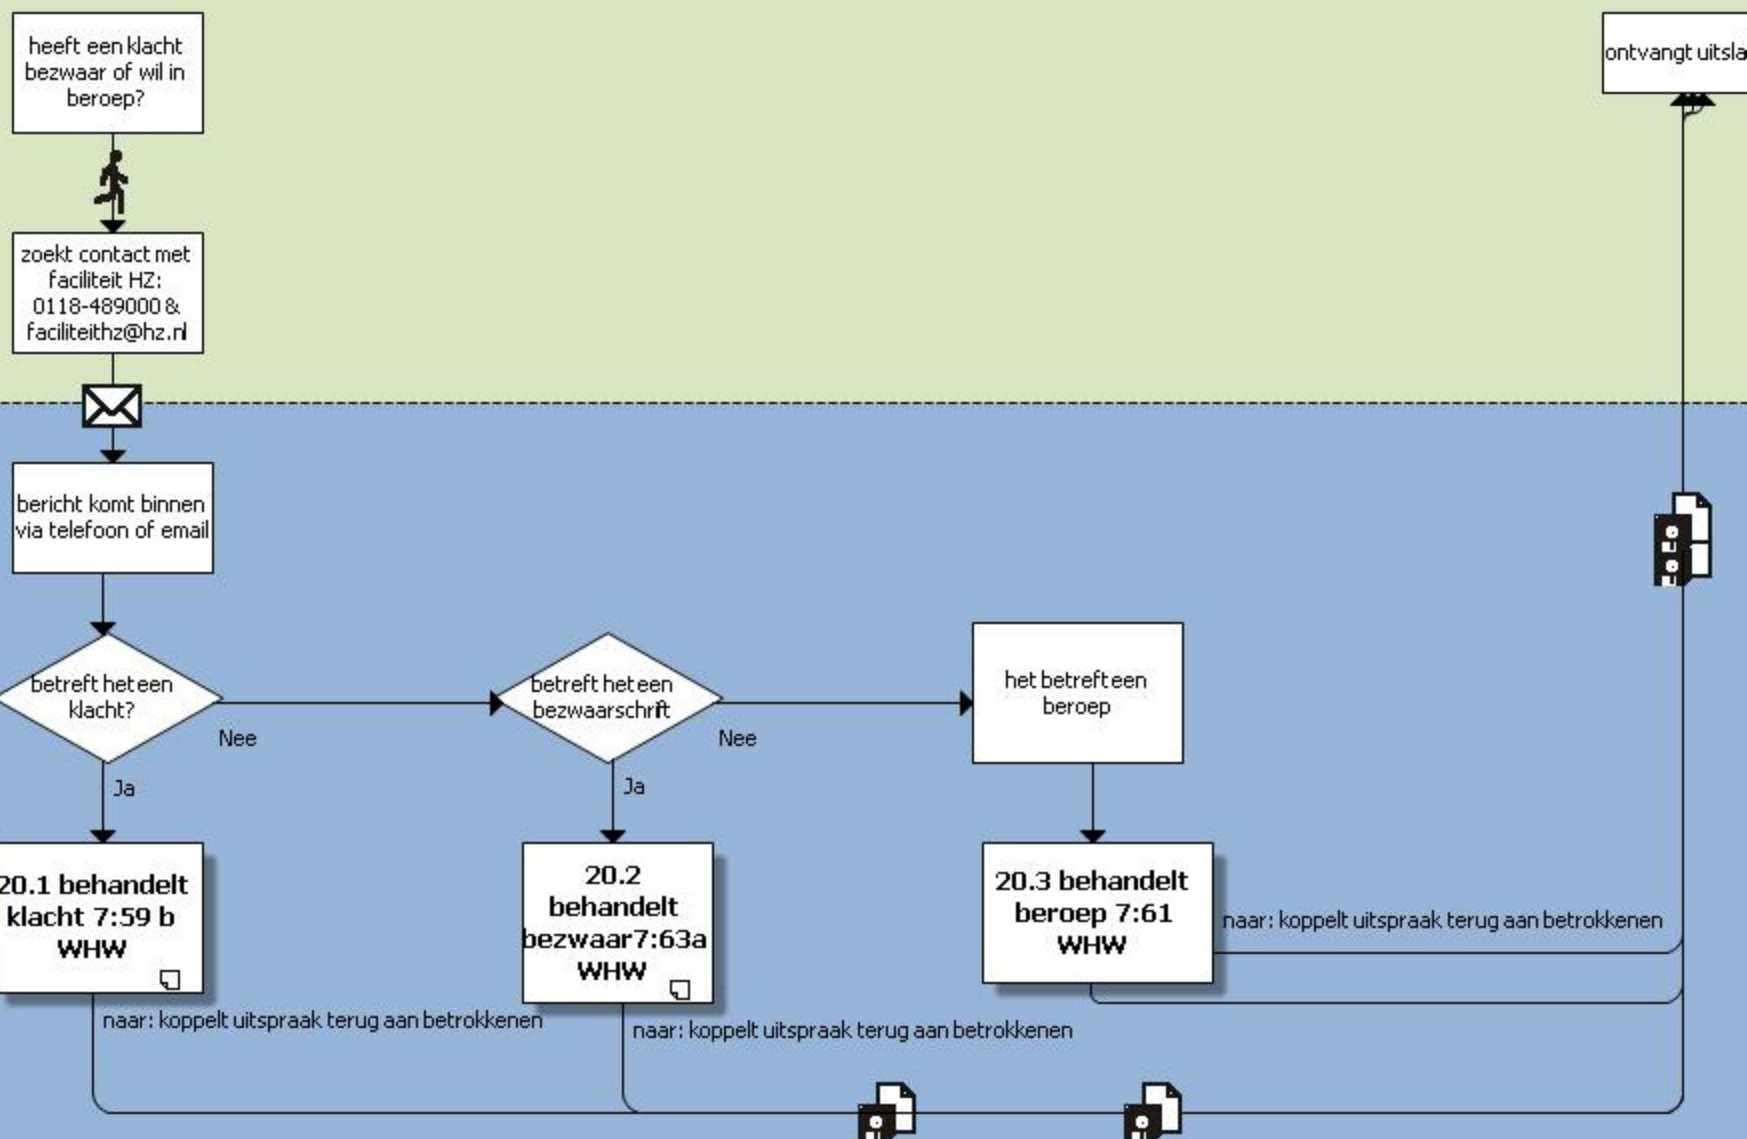 heeft een klacht
bezwaar of wil in
beroep?
ontvangt uitsla
zoekt contact met
faciliteit HZ:
0118-489000 &
faciliteithz@hz.nl
bericht komt binnen
via telefoon of email
betreft het een
klacht?
Nee
Ja
betreft het een
bezwaarschrift
Nee
Ja
het betreft een
beroep
20.1 behandelt
klacht 7:59 b
WHW
20.2
behandelt
bezwaar7:63a
WHW
20.3 behandelt
beroep 7:61
WHW
naar: koppelt uitspraak terug aan betrokkenen
naar: koppelt uitspraak terug aan betrokkenen
naar: koppelt uitspraak terug aan betrokkenen